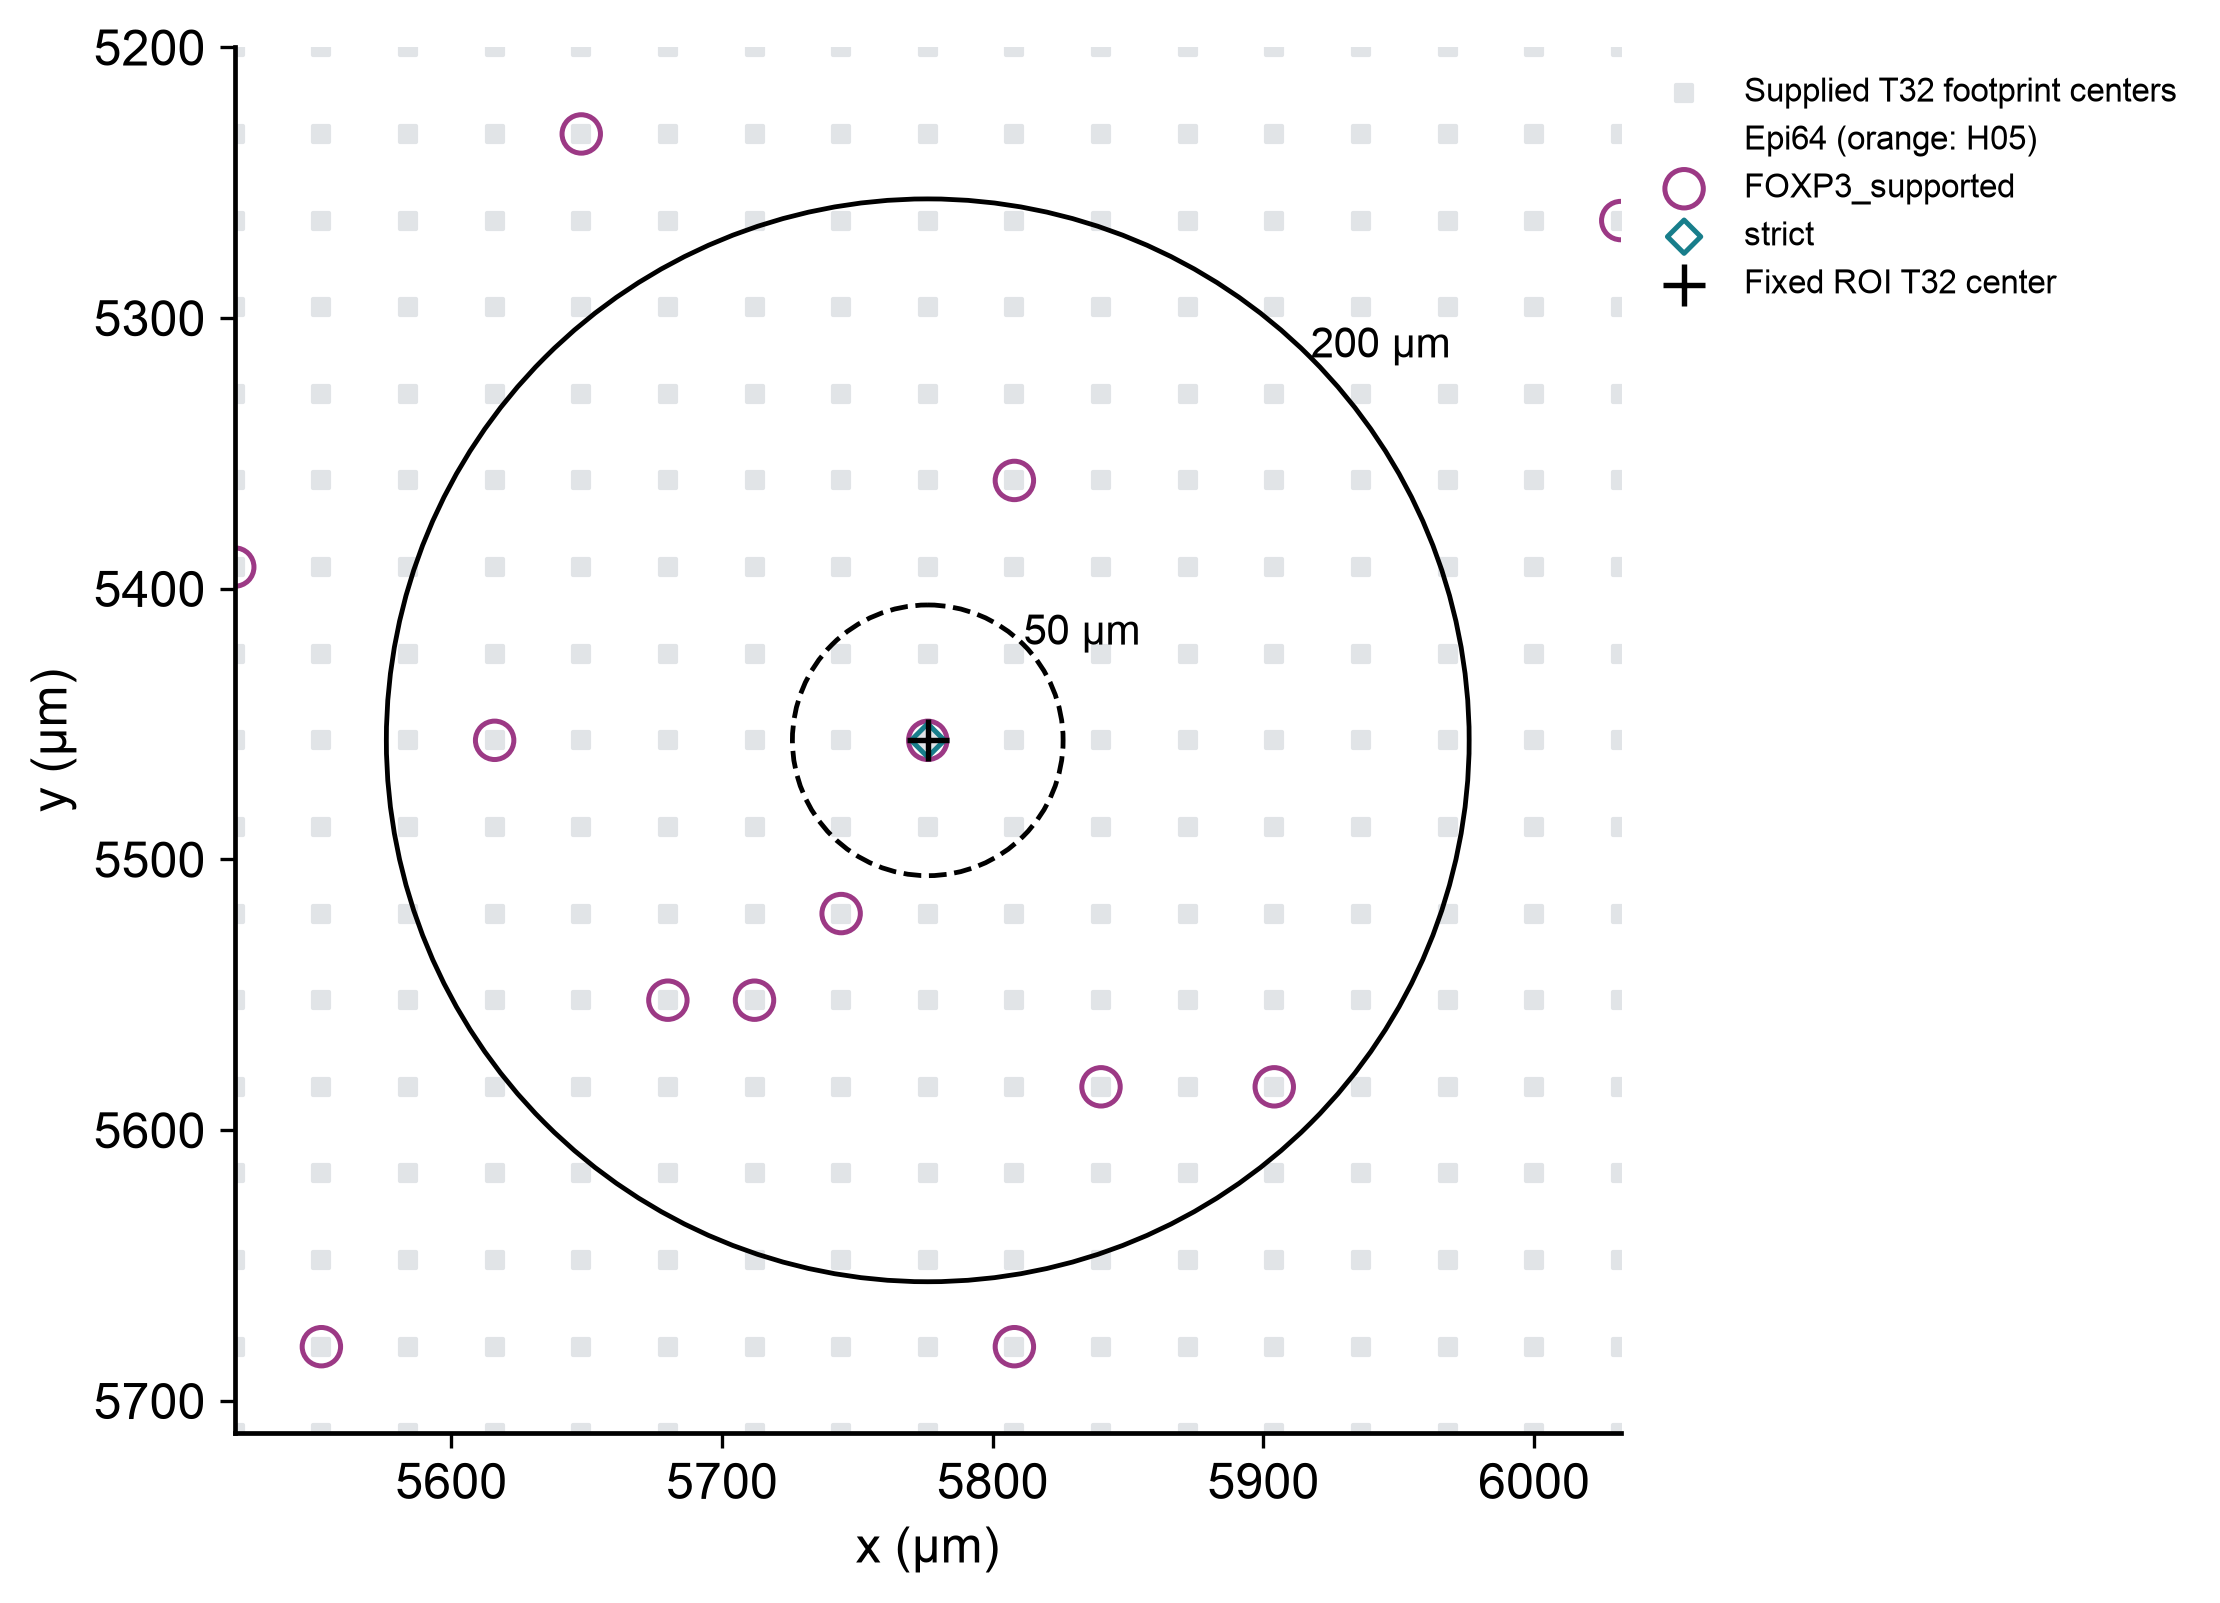 5200
5300
5400
5500
5600
5700
y (µm)
5600 5700 5800 5900 6000
x (µm)
200 µm
50 µm
Supplied T32 footprint centers
Epi64 (orange: H05)
FOXP3_supported
strict
Fixed ROI T32 center